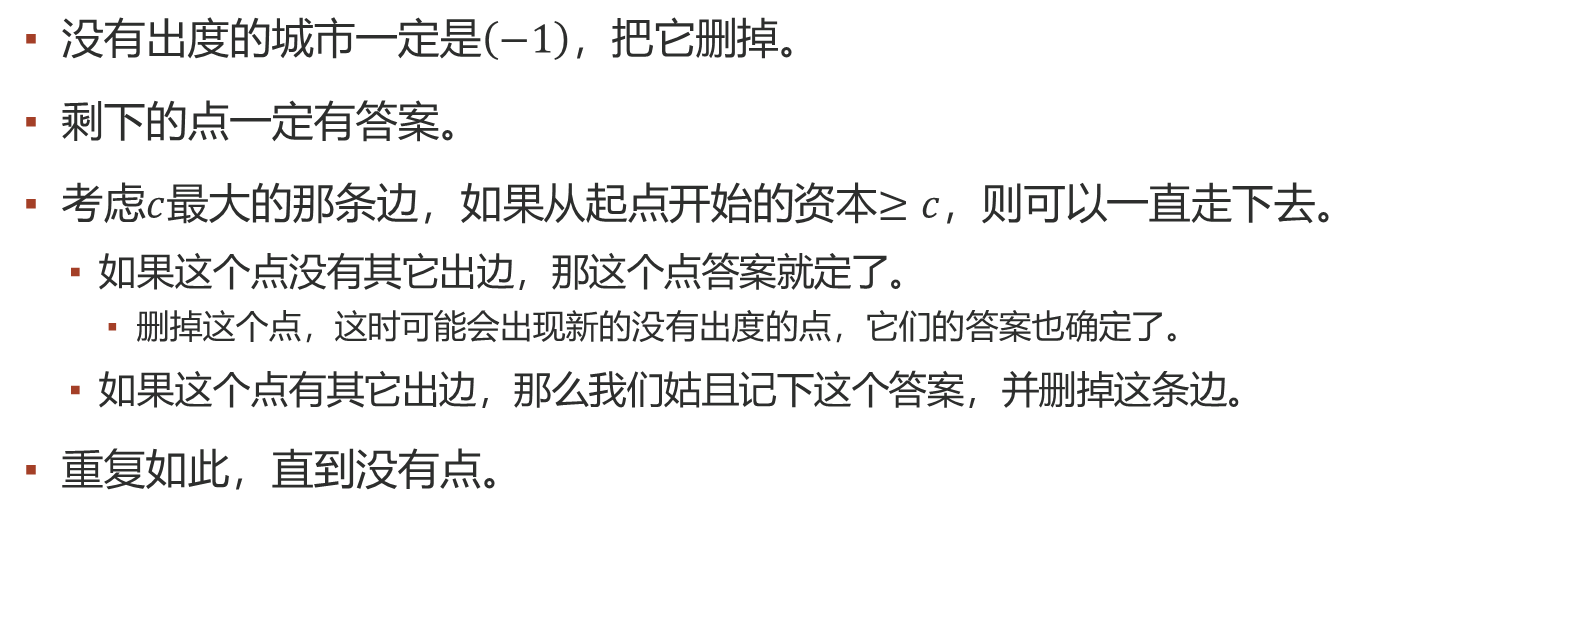 ▪ 没有出度的城市一定是(−1)，把它删掉。
▪ 剩下的点一定有答案。
▪ 考虑c最大的那条边，如果从起点开始的资本≥ c，则可以一直走下去。
▪ 如果这个点没有其它出边，那这个点答案就定了。
▪ 删掉这个点，这时可能会出现新的没有出度的点，它们的答案也确定了。
▪ 如果这个点有其它出边，那么我们姑且记下这个答案，并删掉这条边。
▪ 重复如此，直到没有点。